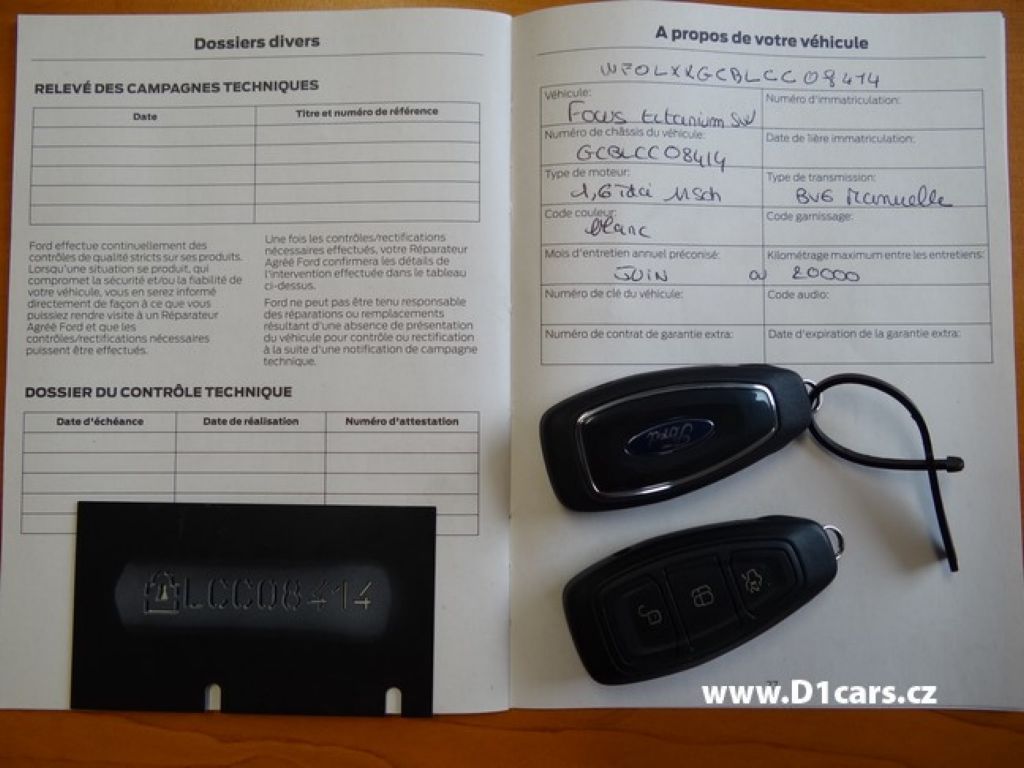 Dossiers divers
RELEVÉ DES CAMPAGNES TECHNIQUES
Date
Titre et numéro de référence
Ford effectue continuellement des
contrôles de qualité stricts sur ses produits.
Lorsqu'une situation se produit, qui
compromet la sécurité et/ou la fiabilité de
votre véhicule, vous en serez informé
directement de façon à ce que vous
puissiez rendre visite à un Réparateur
Agréé Ford et que les
contrôles/rectifications nécessaires
puissent être effectués.
Une fois les contrôles/rectifications
nécessaires effectués, votre Réparateur
Agréé Ford confirmera les détails de
l'intervention effectuée dans le tableau
ci-dessus.
Ford ne peut pas être tenu responsable
des réparations ou remplacements
résultant d'une absence de présentation
du véhicule pour contrôle ou rectification
à la suite d'une notification de campagne
technique.
DOSSIER DU CONTRÔLE TECHNIQUE
Date d'échéance
Date de réalisation
Numéro d'attestation
LCC08414
A propos de votre véhicule
WF0LXXGCBLCC08414
Véhicule:
Focus titanium SW
Numéro d'immatriculation:
Numéro de châssis du véhicule:
GCBLCC08414
Date de 1ière immatriculation:
Type de moteur:
1,6 Tdci 115ch
Type de transmission:
BV6 Manuelle
Code couleur:
blanc
Code garnissage:
Mois d'entretien annuel préconisé:
JUIN
Kilométrage maximum entre les entretiens:
ou 20000
Numéro de clé du véhicule:
Code audio:
Numéro de contrat de garantie extra:
Date d'expiration de la garantie extra:
Ford
77
www.D1cars.cz